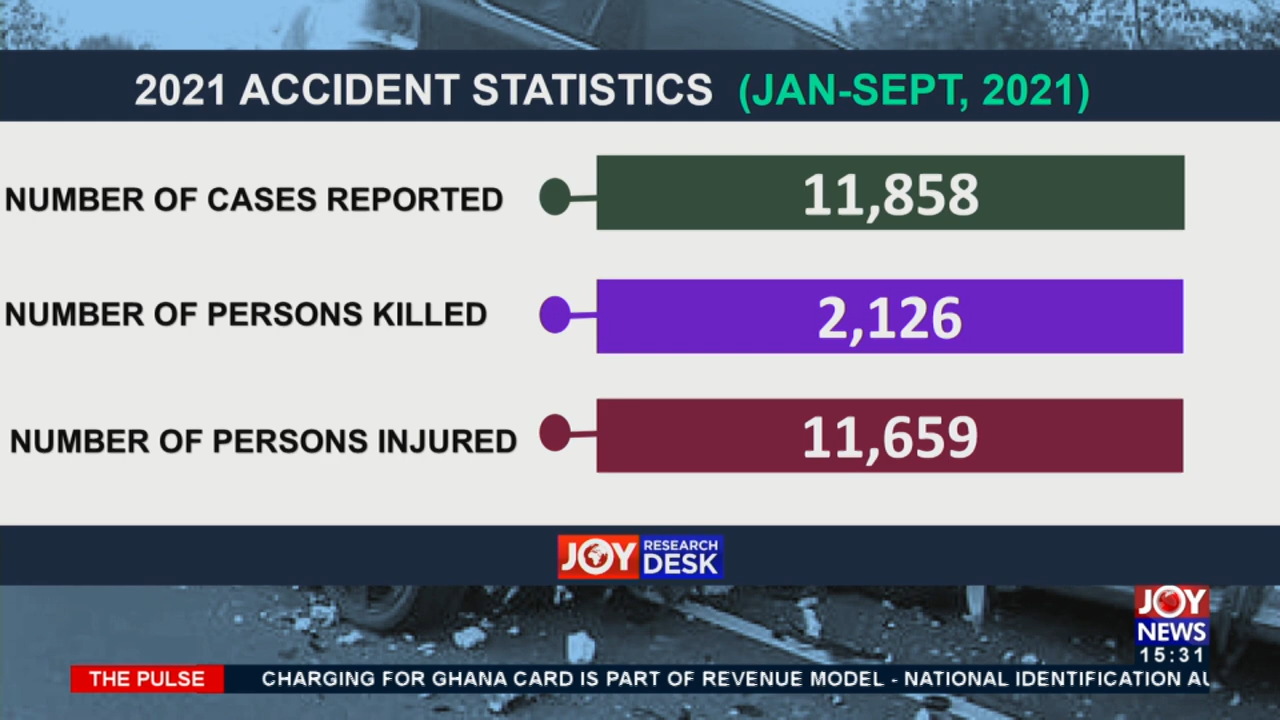 2021 ACCIDENT STATISTICS (JAN-SEPT, 2021)
NUMBER OF CASES REPORTED 11,858
NUMBER OF PERSONS KILLED 2,126
NUMBER OF PERSONS INJURED 11,659
JOY RESEARCH DESK
JOY NEWS
15:31
THE PULSE CHARGING FOR GHANA CARD IS PART OF REVENUE MODEL - NATIONAL IDENTIFICATION